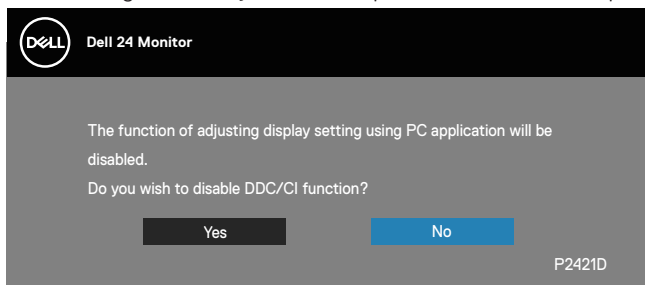 DELL
Dell 24 Monitor
The function of adjusting display setting using PC application will be
disabled.
Do you wish to disable DDC/CI function?
Yes
No
P2421D